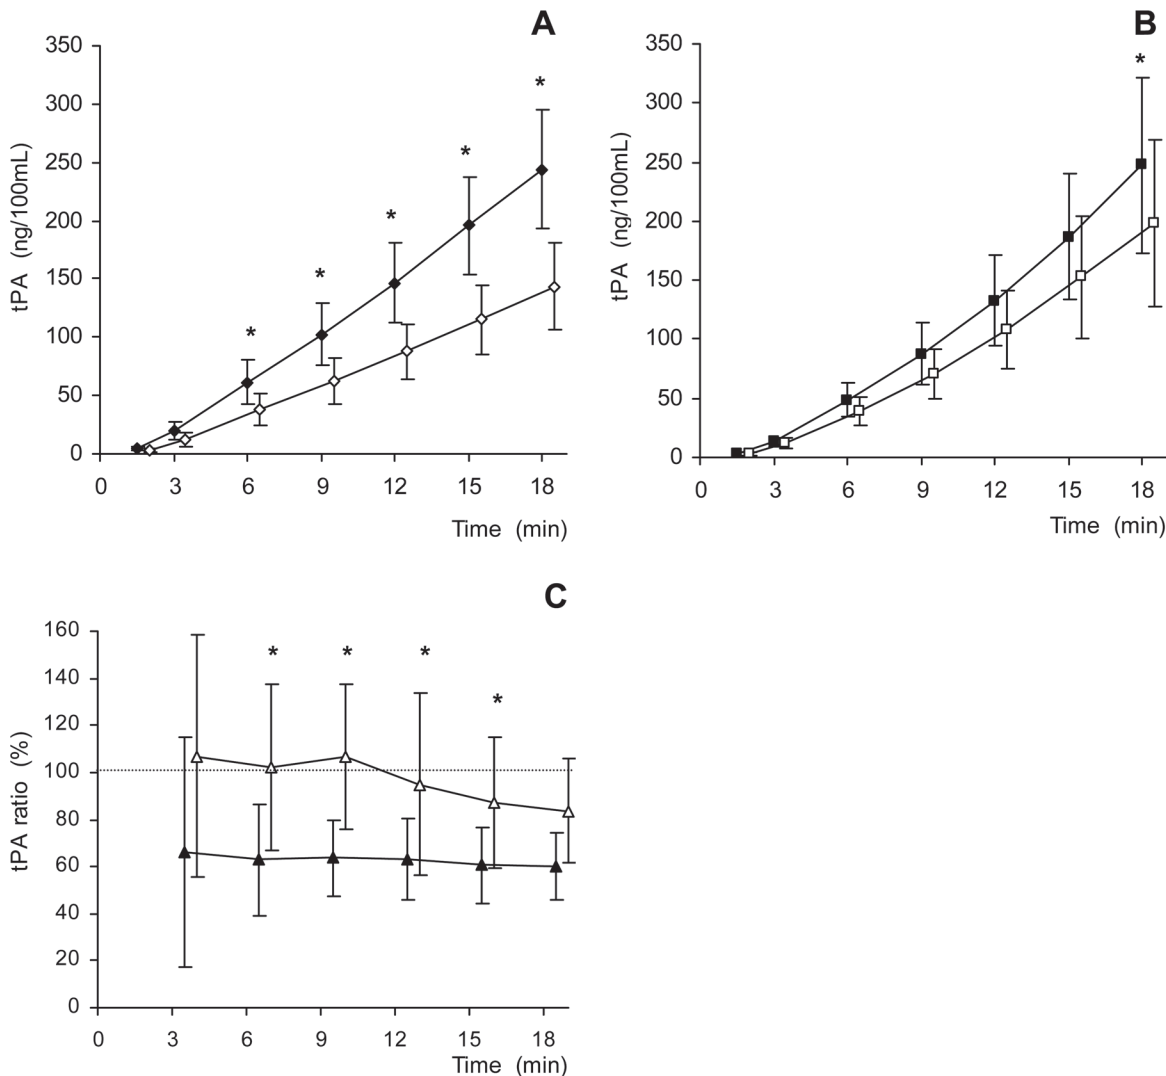 A
350
300
250
200
150
100
50
0
tPA (ng/100mL)
* * * * * *
0 3 6 9 12 15 18
Time (min)
B
350
300
250
200
150
100
50
0
tPA (ng/100mL)
*
0 3 6 9 12 15 18
Time (min)
C
160
140
120
100
80
60
40
20
0
tPA ratio (%)
* * * *
0 3 6 9 12 15 18
Time (min)